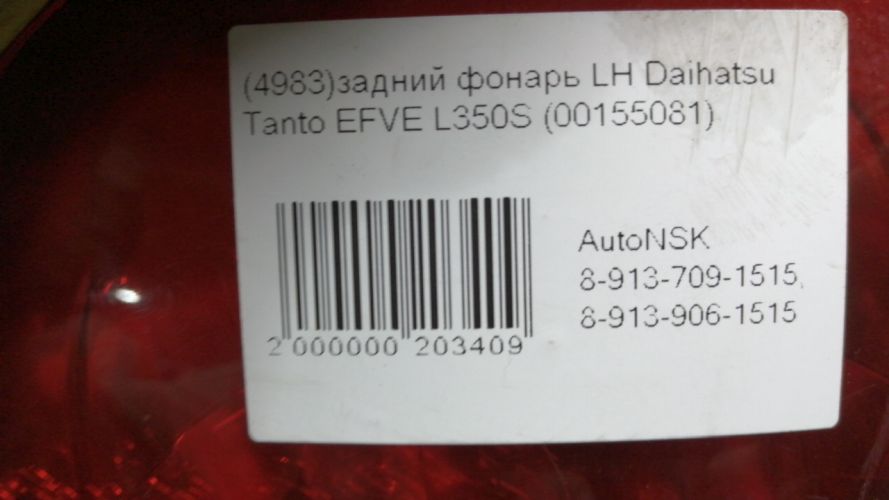 (4983)задний фонарь LH Daihatsu
Tanto EFVE L350S (00155081)
AutoNSK
8-913-709-1515,
8-913-906-1515
2 000000 203409